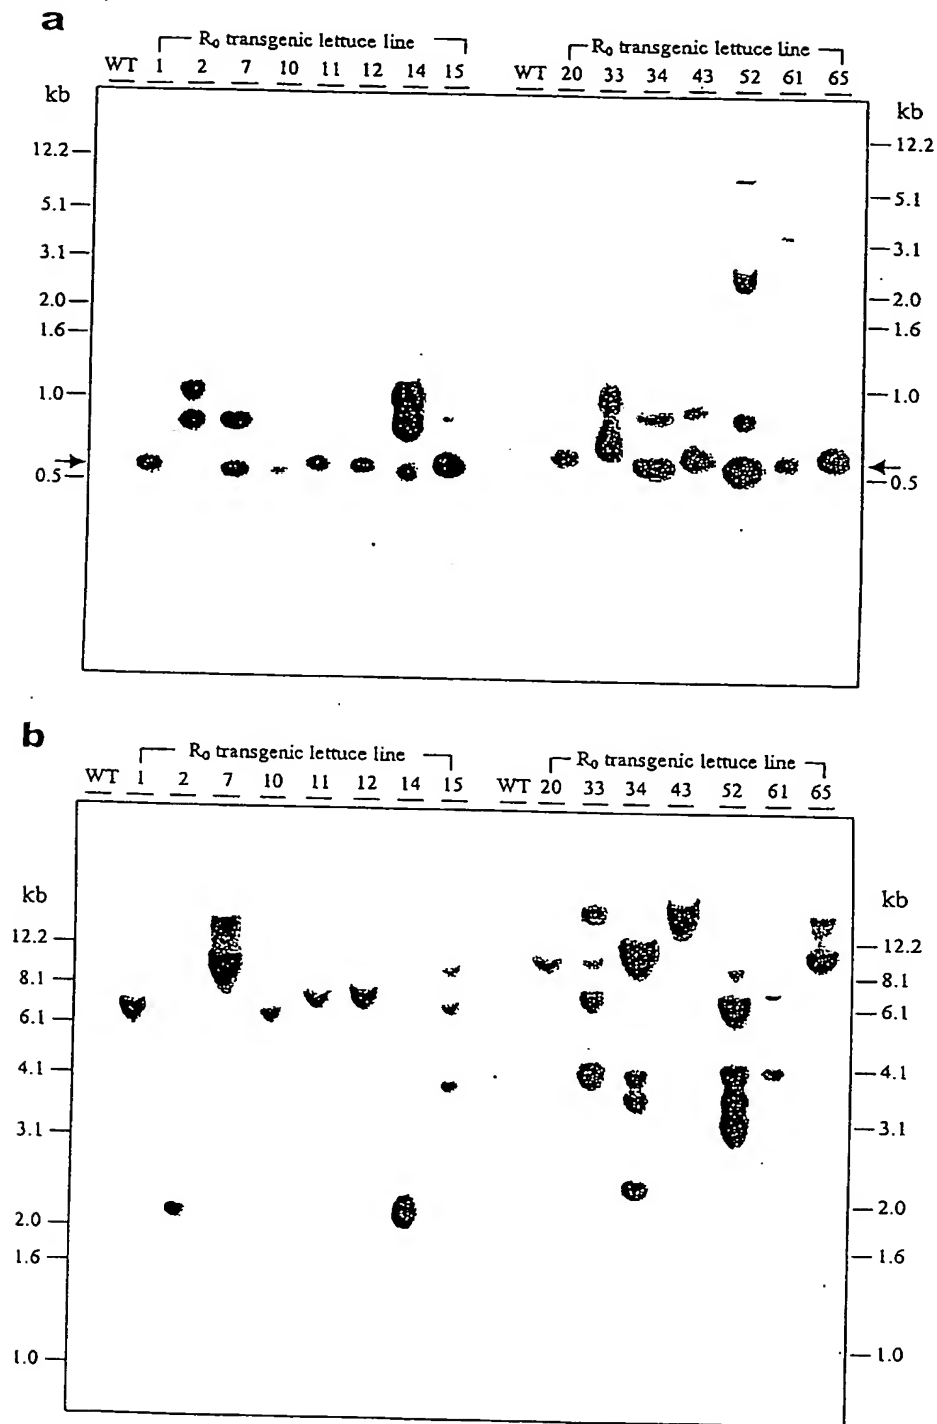 a
R₀ transgenic lettuce line
R₀ transgenic lettuce line
WT 1 2 7 10 11 12 14 15 WT 20 33 34 43 52 61 65
kb
kb
12.2
12.2
5.1
5.1
3.1
3.1
2.0
2.0
1.6
1.6
1.0
1.0
0.5
0.5
b
R₀ transgenic lettuce line
R₀ transgenic lettuce line
WT 1 2 7 10 11 12 14 15 WT 20 33 34 43 52 61 65
kb
kb
12.2
12.2
8.1
8.1
6.1
6.1
4.1
4.1
3.1
3.1
2.0
2.0
1.6
1.6
1.0
1.0